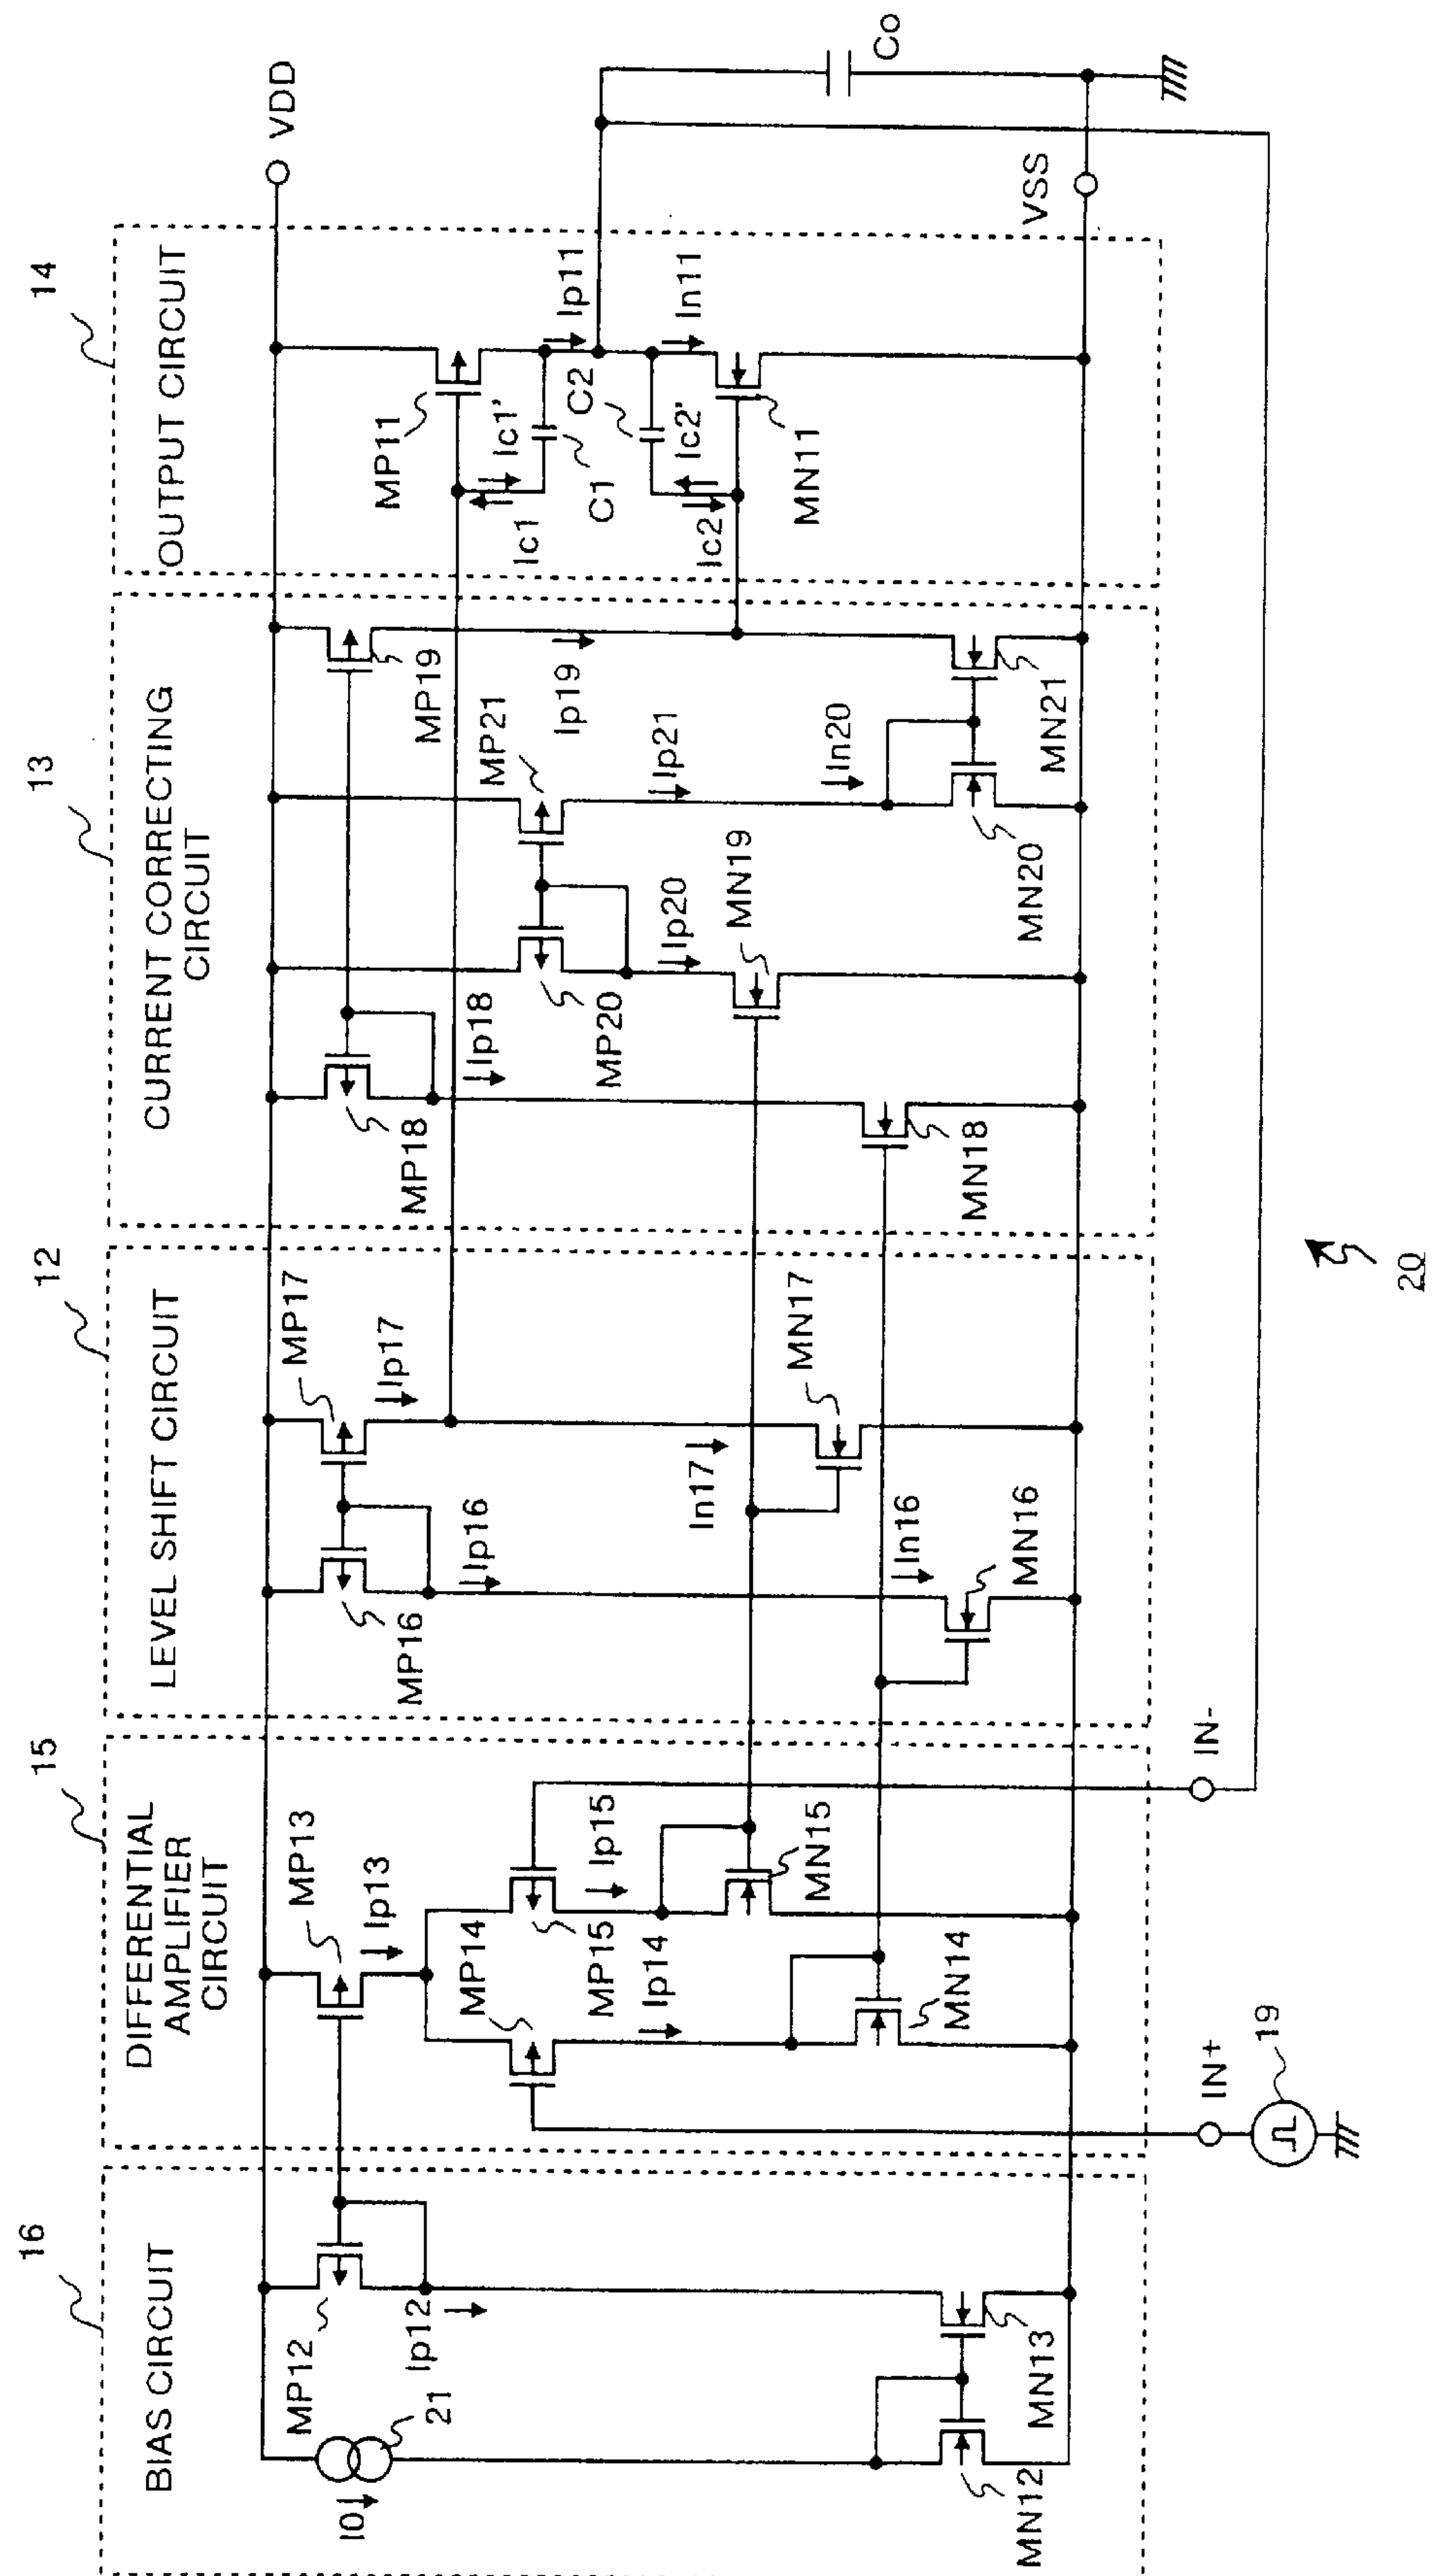 16
BIAS CIRCUIT
I0
21
MP12
Ip12
MN12
MN13
15
DIFFERENTIAL
AMPLIFIER
CIRCUIT
MP13
Ip13
MP14
MP15
Ip14
Ip15
MN14
MN15
IN+
19
IN-
12
LEVEL SHIFT CIRCUIT
MP16
MP17
Ip16
Ip17
In17
In16
MN17
MN16
13
CURRENT CORRECTING
CIRCUIT
MP18
Ip18
MP20
Ip20
MP21
Ip21
MP19
Ip19
In20
MN19
MN18
MN20
MN21
14
OUTPUT CIRCUIT
MP11
Ic1
Ic1'
C1
C2
Ip11
In11
Ic2
Ic2'
MN11
VDD
VSS
Co
20